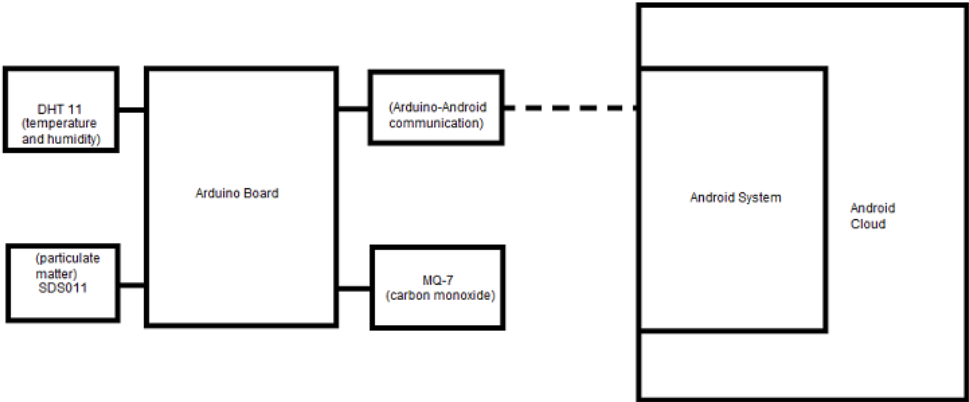 DHT 11
(temperature
and humidity)
(Arduino-Android
communication)
Arduino Board
(particulate
matter)
SDS011
MQ-7
(carbon monoxide)
Android System
Android
Cloud